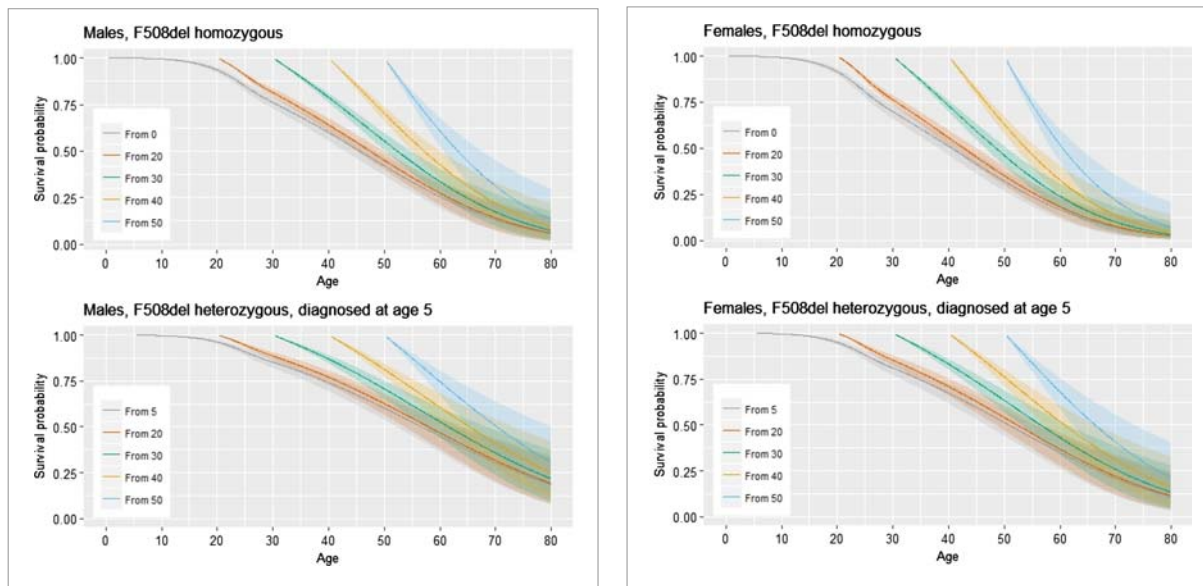 Males, F508del homozygous
1.00
0.75
0.50
0.25
0.00
Survival probability
From 0
From 20
From 30
From 40
From 50
0 10 20 30 40 50 60 70 80
Age
Males, F508del heterozygous, diagnosed at age 5
1.00
0.75
0.50
0.25
0.00
Survival probability
From 5
From 20
From 30
From 40
From 50
0 10 20 30 40 50 60 70 80
Age
Females, F508del homozygous
1.00
0.75
0.50
0.25
0.00
Survival probability
From 0
From 20
From 30
From 40
From 50
0 10 20 30 40 50 60 70 80
Age
Females, F508del heterozygous, diagnosed at age 5
1.00
0.75
0.50
0.25
0.00
Survival probability
From 5
From 20
From 30
From 40
From 50
0 10 20 30 40 50 60 70 80
Age